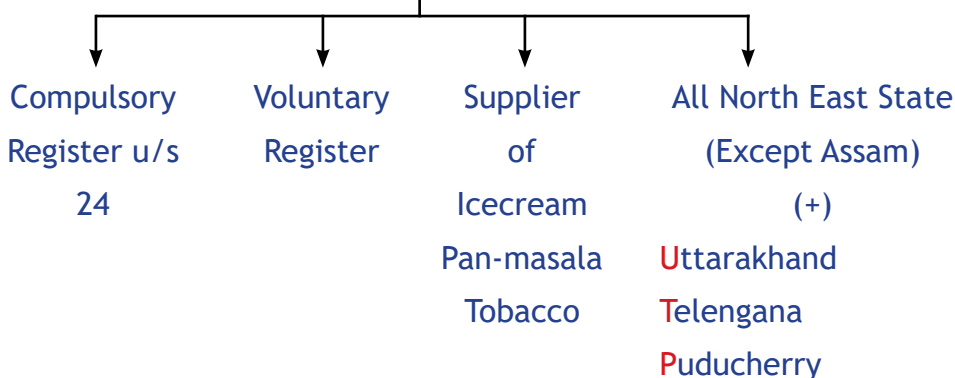 Compulsory
Register u/s
24
Voluntary
Register
Supplier
of
Icecream
Pan-masala
Tobacco
All North East State
(Except Assam)
(+)
Uttarakhand
Telengana
Puducherry